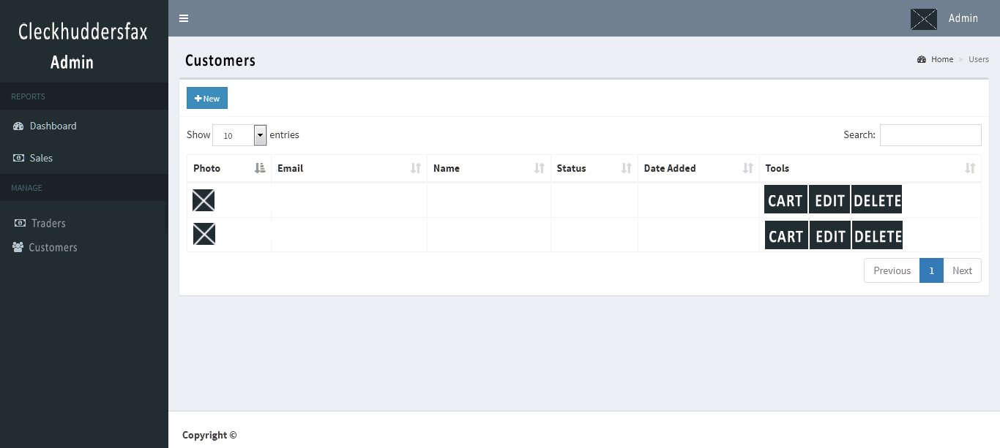 Cleckhuddersfax
Admin
Admin
REPORTS
Dashboard
Sales
MANAGE
Traders
Customers
Customers
Home > Users
New
Show 10 entries
Search:
Photo Email Name Status Date Added Tools
CART EDIT DELETE
CART EDIT DELETE
Previous 1 Next
Copyright ©